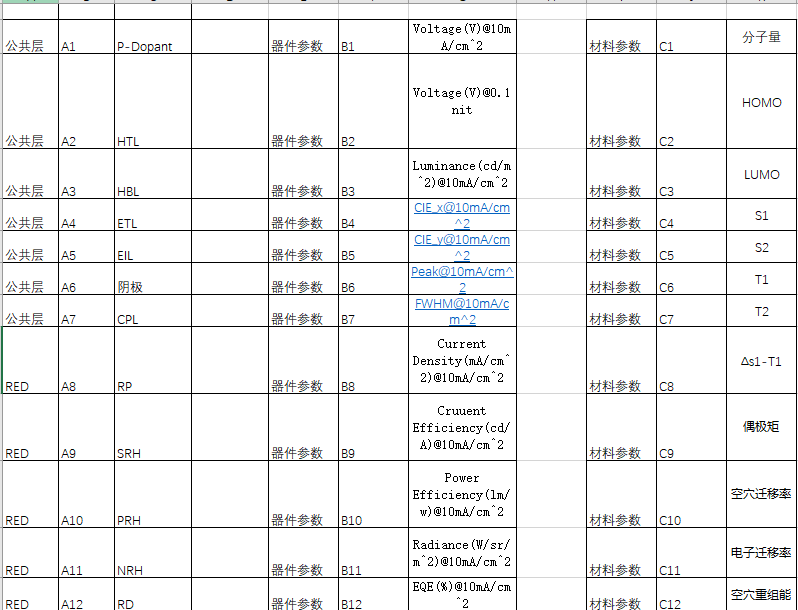 公共层 A1 P-Dopant 器件参数 B1 Voltage(V)@10m
A/cm^2 材料参数 C1 分子量
公共层 A2 HTL 器件参数 B2 Voltage(V)@0.1
nit 材料参数 C2 HOMO
公共层 A3 HBL 器件参数 B3 Luminance(cd/m
^2)@10mA/cm^2 材料参数 C3 LUMO
公共层 A4 ETL 器件参数 B4 CIE_x@10mA/cm
^2 材料参数 C4 S1
公共层 A5 EIL 器件参数 B5 CIE_y@10mA/cm
^2 材料参数 C5 S2
公共层 A6 阴极 器件参数 B6 Peak@10mA/cm^
2 材料参数 C6 T1
公共层 A7 CPL 器件参数 B7 FWHM@10mA/c
m^2 材料参数 C7 T2
RED A8 RP 器件参数 B8 Current
Density(mA/cm^
2)@10mA/cm^2 材料参数 C8 Δs1-T1
RED A9 SRH 器件参数 B9 Cruuent
Efficiency(cd/
A)@10mA/cm^2 材料参数 C9 偶极矩
RED A10 PRH 器件参数 B10 Power
Efficiency(lm/
w)@10mA/cm^2 材料参数 C10 空穴迁移率
RED A11 NRH 器件参数 B11 Radiance(W/sr/
m^2)@10mA/cm^2 材料参数 C11 电子迁移率
RED A12 RD 器件参数 B12 EQE(%)@10mA/cm
^2 材料参数 C12 空穴重组能